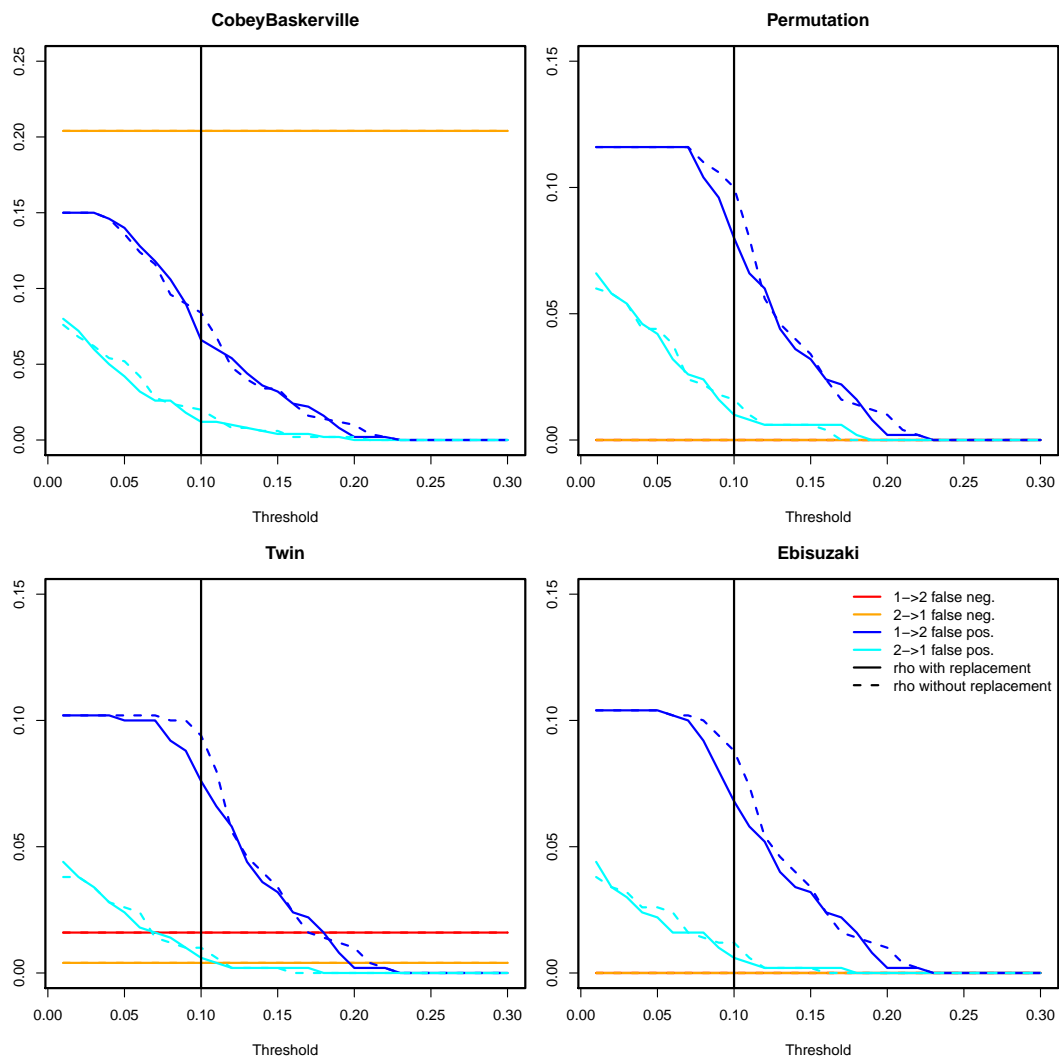 CobeyBaskerville
Permutation
0.25
0.20
0.15
0.10
0.05
0.00
0.15
0.10
0.05
0.00
0.00 0.05 0.10 0.15 0.20 0.25 0.30
0.00 0.05 0.10 0.15 0.20 0.25 0.30
Threshold
Threshold
Twin
Ebisuzaki
0.15
0.10
0.05
0.00
0.15
0.10
0.05
0.00
1->2 false neg.
2->1 false neg.
1->2 false pos.
2->1 false pos.
rho with replacement
rho without replacement
0.00 0.05 0.10 0.15 0.20 0.25 0.30
0.00 0.05 0.10 0.15 0.20 0.25 0.30
Threshold
Threshold